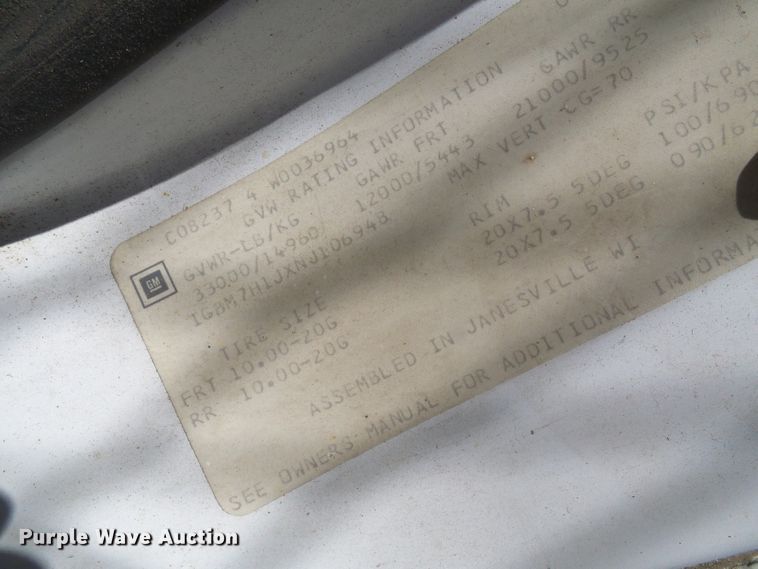 C08237 4 W0036964
GVW RATING INFORMATION
GVWR-LB/KG GAWR FRT GAWR RR
33000/14960 12000/5443 21000/9525
1GBM7H1JXNJ106948 MAX VERT CG=70
TIRE SIZE RIM PSI/KPA
FRT 10.00-20G 20X7.5 5DEG 100/690
RR 10.00-20G 20X7.5 5DEG 090/62
ASSEMBLED IN JANESVILLE WI
SEE OWNERS MANUAL FOR ADDITIONAL INFORMA
GM
Purple Wave Auction